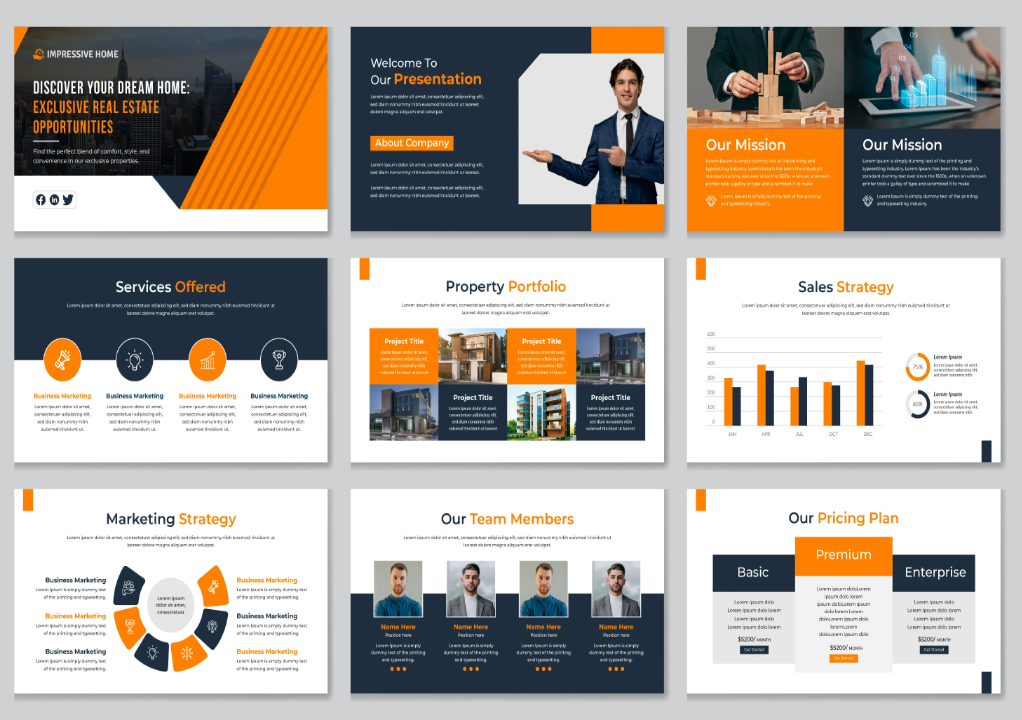 IMPRESSIVE HOME
DISCOVER YOUR DREAM HOME:
EXCLUSIVE REAL ESTATE
OPPORTUNITIES
Find the perfect blend of comfort, style, and
convenience in our exclusive properties.
Welcome To
Our Presentation
Lorem ipsum dolor sit amet, consectetuer adipiscing elit,
sed diam nonummy nibh euismod tincidunt ut laoreet
dolore magna aliquam erat volutpat.
About Company
Lorem ipsum dolor sit amet, consectetuer adipiscing elit,
sed diam nonummy nibh euismod tincidunt ut laoreet
Lorem ipsum dolor sit amet, consectetuer adipiscing elit,
sed diam nonummy nibh euismod tincidunt ut laoreet
05
04
03
01
Our Mission
Lorem Ipsum is simply dummy text of the printing and
typesetting industry. Lorem Ipsum has been the industry's
standard dummy text ever since the 1500s, when an unknown
printer took a galley of type and scrambled it to make
Lorem Ipsum is simply dummy text of the printing
and typesetting industry.
Our Mission
Lorem Ipsum is simply dummy text of the printing and
typesetting industry. Lorem Ipsum has been the industry's
standard dummy text ever since the 1500s, when an unknown
printer took a galley of type and scrambled it to make
Lorem Ipsum is simply dummy text of the printing
and typesetting industry.
Services Offered
Lorem ipsum dolor sit amet, consectetuer adipiscing elit, sed diam nonummy nibh euismod tincidunt ut
laoreet dolore magna aliquam erat volutpat.
Business Marketing
Lorem ipsum dolor sit amet,
consectetuer adipiscing elit,
sed diam nonummy nibh
euismod tincidunt ut.
Business Marketing
Lorem ipsum dolor sit amet,
consectetuer adipiscing elit,
sed diam nonummy nibh
euismod tincidunt ut.
Business Marketing
Lorem ipsum dolor sit amet,
consectetuer adipiscing elit,
sed diam nonummy nibh
euismod tincidunt ut.
Business Marketing
Lorem ipsum dolor sit amet,
consectetuer adipiscing elit,
sed diam nonummy nibh
euismod tincidunt ut.
Property Portfolio
Lorem ipsum dolor sit amet, consectetuer adipiscing elit, sed diam nonummy nibh euismod tincidunt ut
laoreet dolore magna aliquam erat volutpat.
Project Title
Lorem ipsum dolor sit amet,
consectetuer adipiscing elit,
sed diam nonummy nibh
euismod tincidunt ut laoreet
Project Title
Lorem ipsum dolor sit amet,
consectetuer adipiscing elit,
sed diam nonummy nibh
euismod tincidunt ut laoreet
Project Title
Lorem ipsum dolor sit amet,
consectetuer adipiscing elit,
sed diam nonummy nibh
euismod tincidunt ut laoreet
Project Title
Lorem ipsum dolor sit amet,
consectetuer adipiscing elit,
sed diam nonummy nibh
euismod tincidunt ut laoreet
Sales Strategy
Lorem ipsum dolor sit amet, consectetuer adipiscing elit, sed diam nonummy nibh euismod tincidunt ut
laoreet dolore magna aliquam erat volutpat.
600
500
400
300
200
100
0
JAN APR JUL OCT DEC
75%
Lorem Ipsum
Lorem ipsum dolor sit amet,
consectetuer adipiscing elit,
sed diam nonummy nibh
60%
Lorem Ipsum
Lorem ipsum dolor sit amet,
consectetuer adipiscing elit,
sed diam nonummy nibh
Marketing Strategy
Lorem ipsum dolor sit amet, consectetuer adipiscing elit, sed diam nonummy nibh euismod tincidunt ut
laoreet dolore magna aliquam erat volutpat.
Business Marketing
Lorem Ipsum is simply dummy text
of the printing and typesetting.
Business Marketing
Lorem Ipsum is simply dummy text
of the printing and typesetting.
Business Marketing
Lorem Ipsum is simply dummy text
of the printing and typesetting.
Lorem ipsum
dolor sit amet,
consectetuer
Business Marketing
Lorem Ipsum is simply dummy text
of the printing and typesetting.
Business Marketing
Lorem Ipsum is simply dummy text
of the printing and typesetting.
Business Marketing
Lorem Ipsum is simply dummy text
of the printing and typesetting.
Our Team Members
Lorem ipsum dolor sit amet, consectetuer adipiscing elit, sed diam nonummy nibh euismod tincidunt ut
laoreet dolore magna aliquam erat volutpat.
Name Here
Position here
Lorem Ipsum is simply
dummy text of the printing
and typesetting.
Name Here
Position here
Lorem Ipsum is simply
dummy text of the printing
and typesetting.
Name Here
Position here
Lorem Ipsum is simply
dummy text of the printing
and typesetting.
Name Here
Position here
Lorem Ipsum is simply
dummy text of the printing
and typesetting.
Our Pricing Plan
Basic
Lorem ipsum dolo
Lorem ipsum dolo lorem
Lorem ipsum dolo
Lorem ipsum dolo lorem
$5200/ MONTH
Get Started
Premium
Lorem ipsum doloLorem
ipsum dolo lorem
ipsum doloLorem ipsum
doloLorem ipsum dolo
loremLorem
doloLorem ipsum dolo
$5200/ MONTH
Get Started
Enterprise
Lorem ipsum dolo
Lorem ipsum dolo lorem
Lorem ipsum dolo
Lorem ipsum dolo lorem
$5200/ MONTH
Get Started